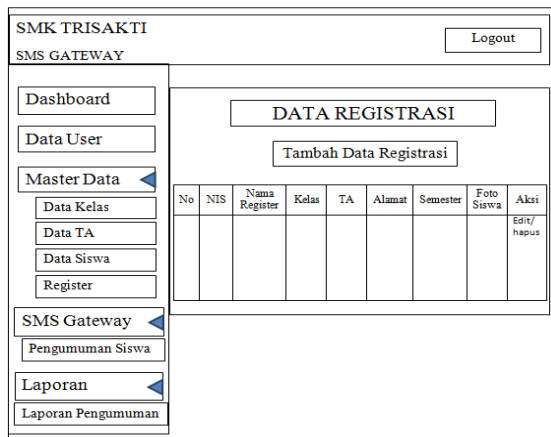 SMK TRISAKTI
SMS GATEWAY
Logout
Dashboard
Data User
Master Data
Data Kelas
Data TA
Data Siswa
Register
SMS Gateway
Pengumuman Siswa
Laporan
Laporan Pengumuman
DATA REGISTRASI
Tambah Data Registrasi
No NIS Nama Register Kelas TA Alamat Semester Foto Siswa Aksi
Edit/
hapus